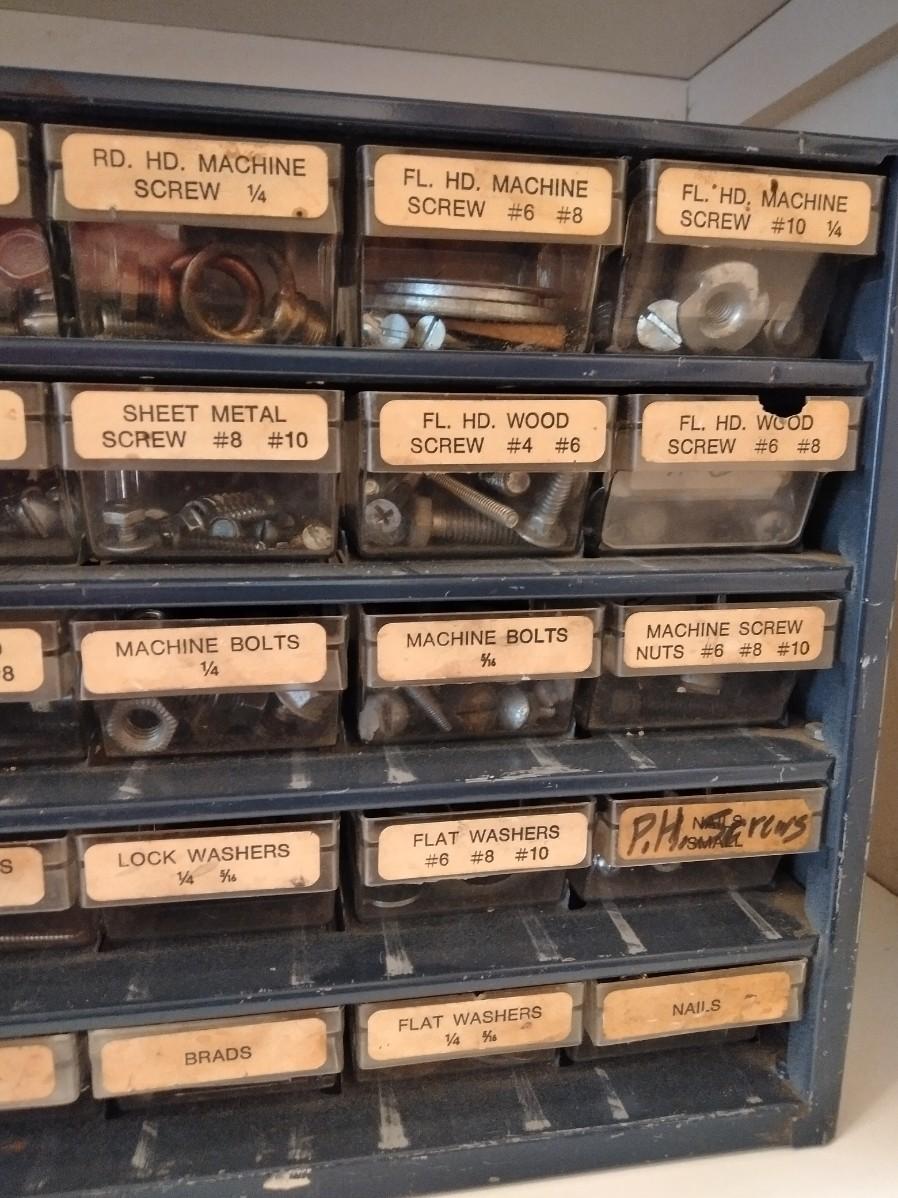 RD. HD. MACHINE
SCREW 1/4
FL. HD. MACHINE
SCREW #6 #8
FL. HD. MACHINE
SCREW #10 1/4
SHEET METAL
SCREW #8 #10
FL. HD. WOOD
SCREW #4 #6
FL. HD. WOOD
SCREW #6 #8
#8
MACHINE BOLTS
1/4
MACHINE BOLTS
5/16
MACHINE SCREW
NUTS #6 #8 #10
S
LOCK WASHERS
1/4 5/16
FLAT WASHERS
#6 #8 #10
P.H. Screws
NAILS
SMALL
BRADS
FLAT WASHERS
1/4 5/16
NAILS